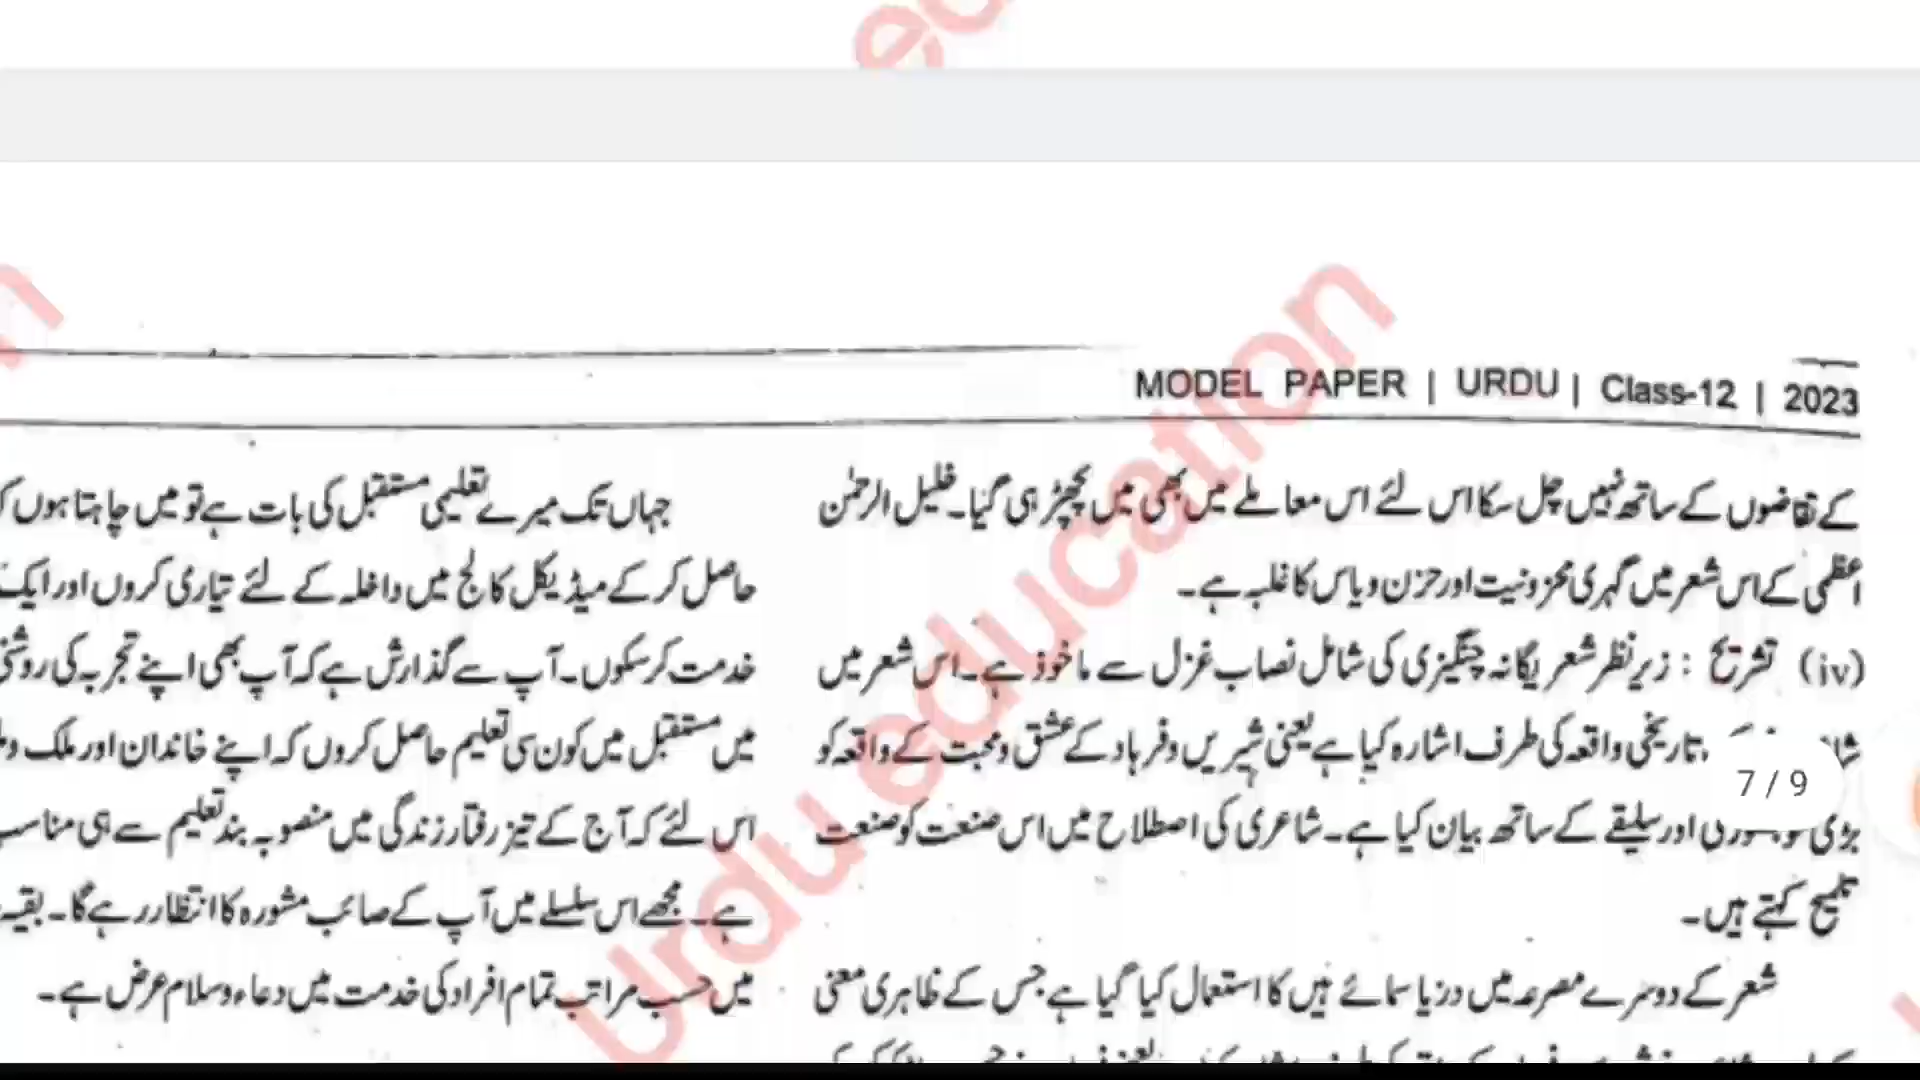 MODEL PAPER | URDU | Class-12 | 2023
کے تقاضوں کے ساتھ نہیں چل سکا اس لئے اس معاملے میں بھی میں پچھڑ ہی گیا۔ خلیل الرحمٰن
اعظمی کے اس شعر میں گہری محزونیت اور حزن و یاس کا غلبہ ہے۔
(iv) تشریح : زیر نظر شعر یگانہ چنگیزی کی شامل نصاب غزل سے ماخوذ ہے۔ اس شعر میں
تاریخی واقعہ کی طرف اشارہ کیا ہے یعنی شیریں و فرہاد کے عشق و محبت کے واقعہ کو
بڑی اور سلیقے کے ساتھ بیان کیا ہے۔ شاعری کی اصطلاح میں اس صنعت کو صنعت
تلمیح کہتے ہیں۔
شعر کے دوسرے مصرعہ میں دریا سمائے ہیں کا استعمال کیا گیا ہے جس کے ظاہری معنی
جہاں تک میرے تعلیمی مستقبل کی بات ہے تو میں چاہتا ہوں
حاصل کر کے میڈیکل کالج میں داخلہ کے لئے تیاری کروں اور ایک
خدمت کر سکوں۔ آپ سے گذارش ہے کہ آپ بھی اپنے تجربہ کی روشنی
میں مستقبل میں کون سی تعلیم حاصل کروں کہ اپنے خاندان اور ملک
اس لئے کہ آج کے تیز رفتار زندگی میں منصوبہ بند تعلیم سے ہی
ہے۔ مجھے اس سلسلے میں آپ کے صائب مشورہ کا انتظار رہے گا۔ بقیہ
میں حسب مراتب تمام افراد کی خدمت میں دعاء و سلام عرض ہے۔
7 / 9
Urdu education